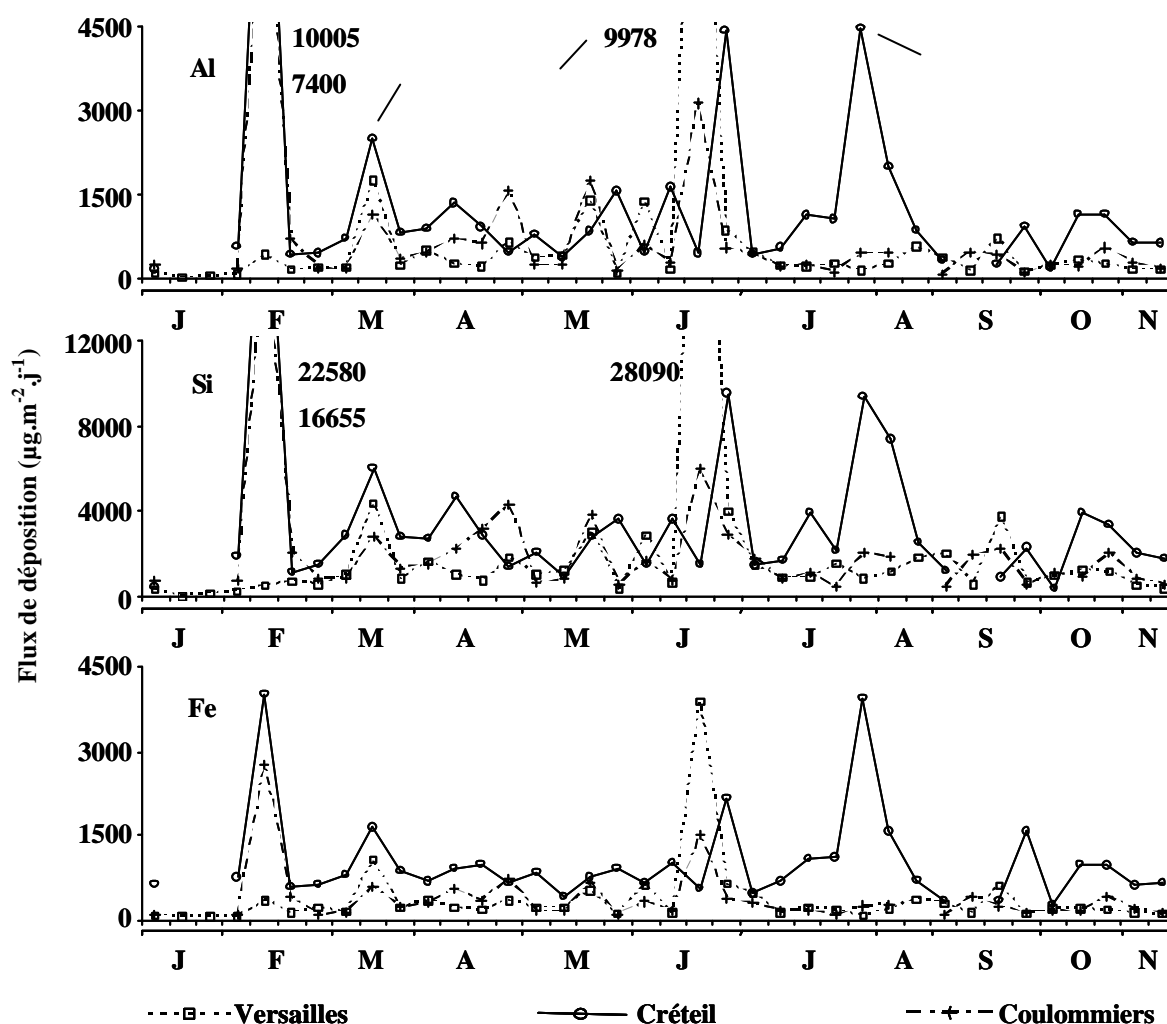 Flux de déposition (µg.m-2.j-1)
4500
3000
1500
0
Al
10005
7400
9978
J F M A M J J A S O N
12000
8000
4000
0
Si
22580
16655
28090
J F M A M J J A S O N
4500
3000
1500
0
Fe
J F M A M J J A S O N
Versailles Créteil Coulommiers